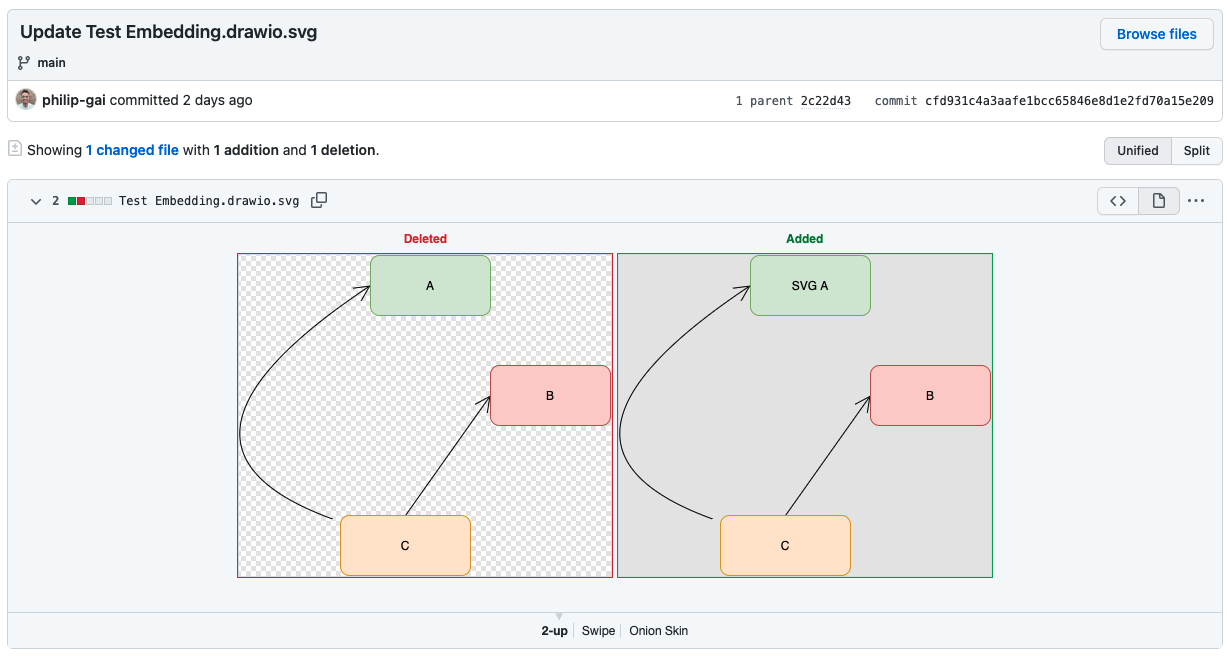 Update Test Embedding.drawio.svg
Browse files
main
philip-gai committed 2 days ago
1 parent 2c22d43 commit cfd931c4a3aafe1bcc65846e8d1e2fd70a15e209
Showing 1 changed file with 1 addition and 1 deletion.
Unified Split
2 Test Embedding.drawio.svg
Deleted
A
B
C
Added
SVG A
B
C
2-up Swipe Onion Skin